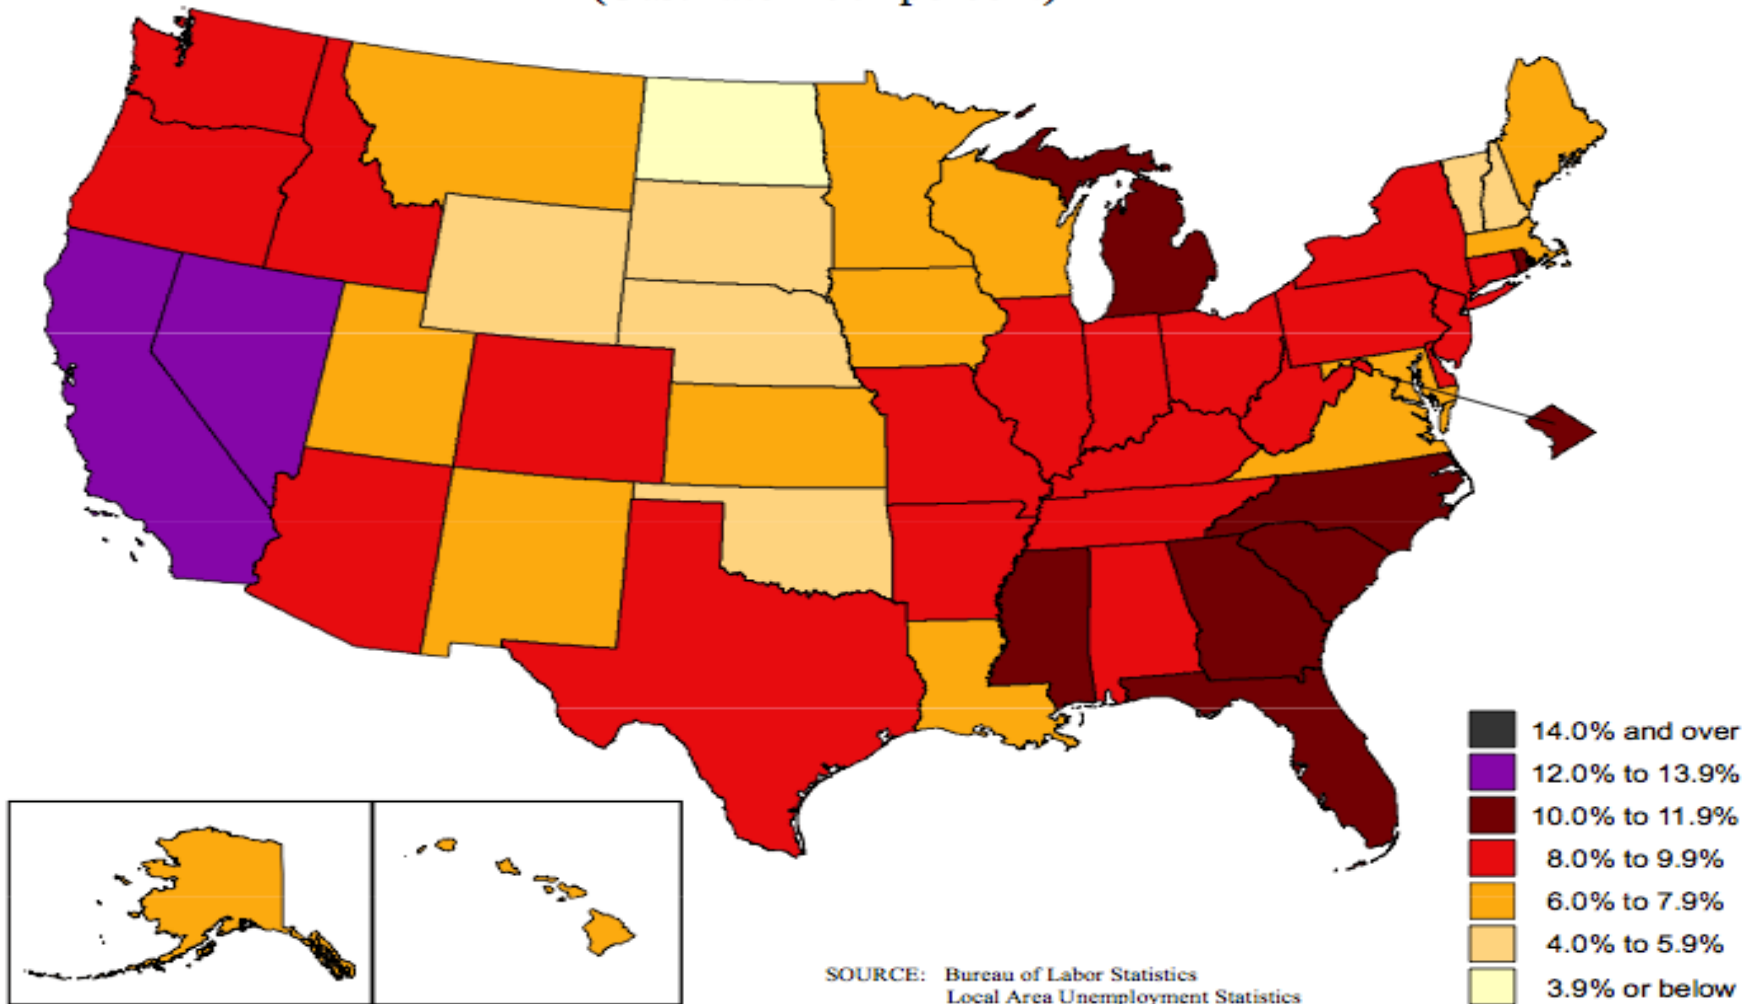 14.0% and over
12.0% to 13.9%
10.0% to 11.9%
8.0% to 9.9%
6.0% to 7.9%
4.0% to 5.9%
3.9% or below
SOURCE: Bureau of Labor Statistics
Local Area Unemployment Statistics